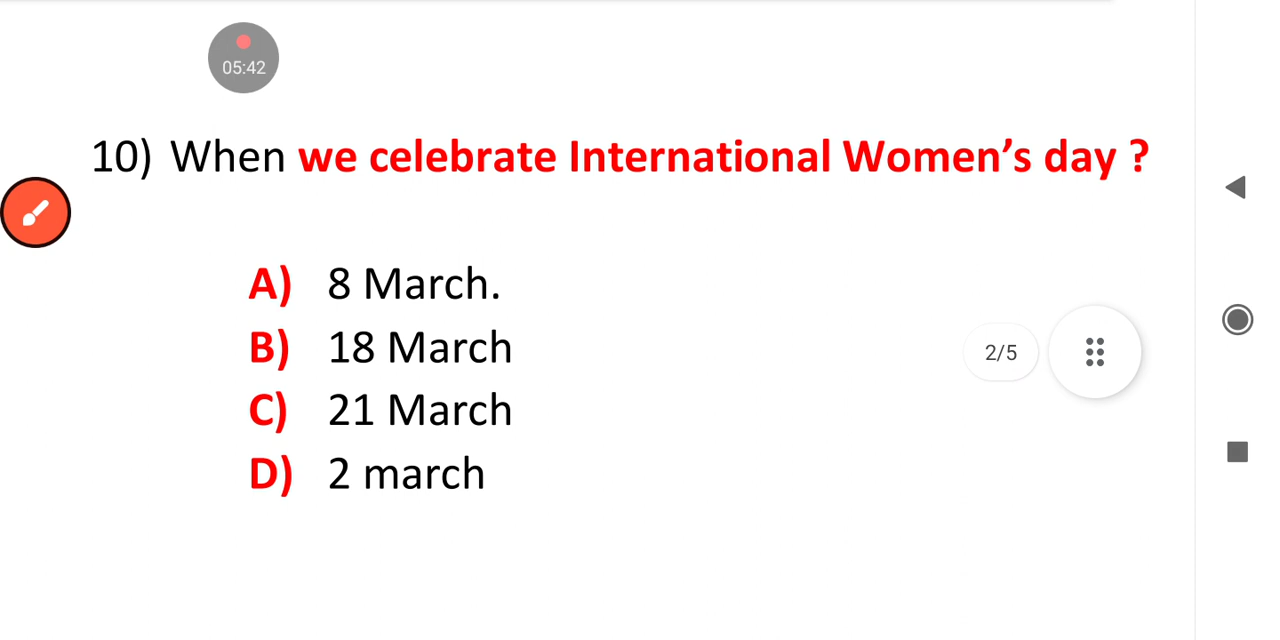 05:42
10) When we celebrate International Women’s day ?
A) 8 March.
B) 18 March
2/5
C) 21 March
D) 2 march